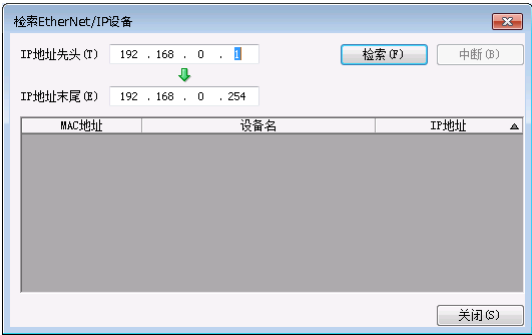 检索EtherNet/IP设备
IP地址先头(T) 192 . 168 . 0 . 1 检索(F) 中断(B)
IP地址末尾(E) 192 . 168 . 0 . 254
MAC地址 设备名 IP地址
关闭(S)